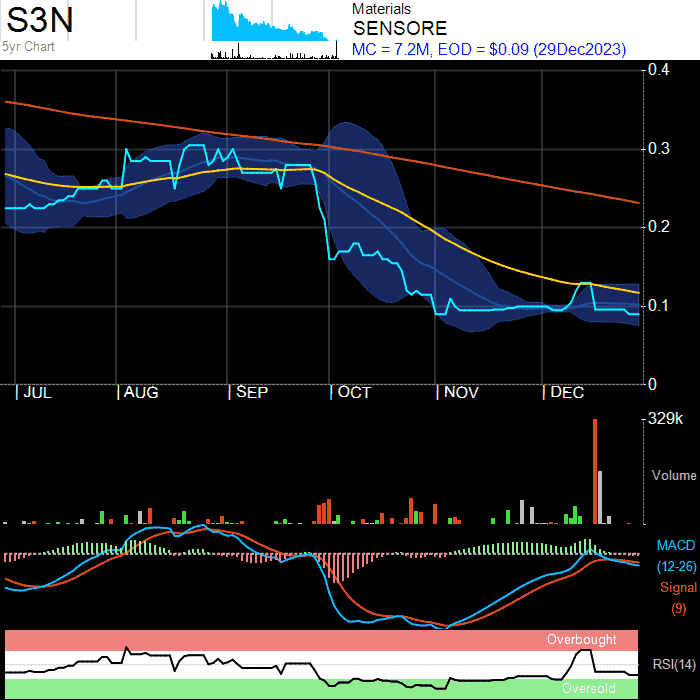 S3N
5yr Chart
Materials
SENSORE
MC = 7.2M, EOD = $0.09 (29Dec2023)
0.4
0.3
0.2
0.1
0
JUL AUG SEP OCT NOV DEC
329k
Volume
MACD
(12-26)
Signal
(9)
Overbought
RSI(14)
Oversold